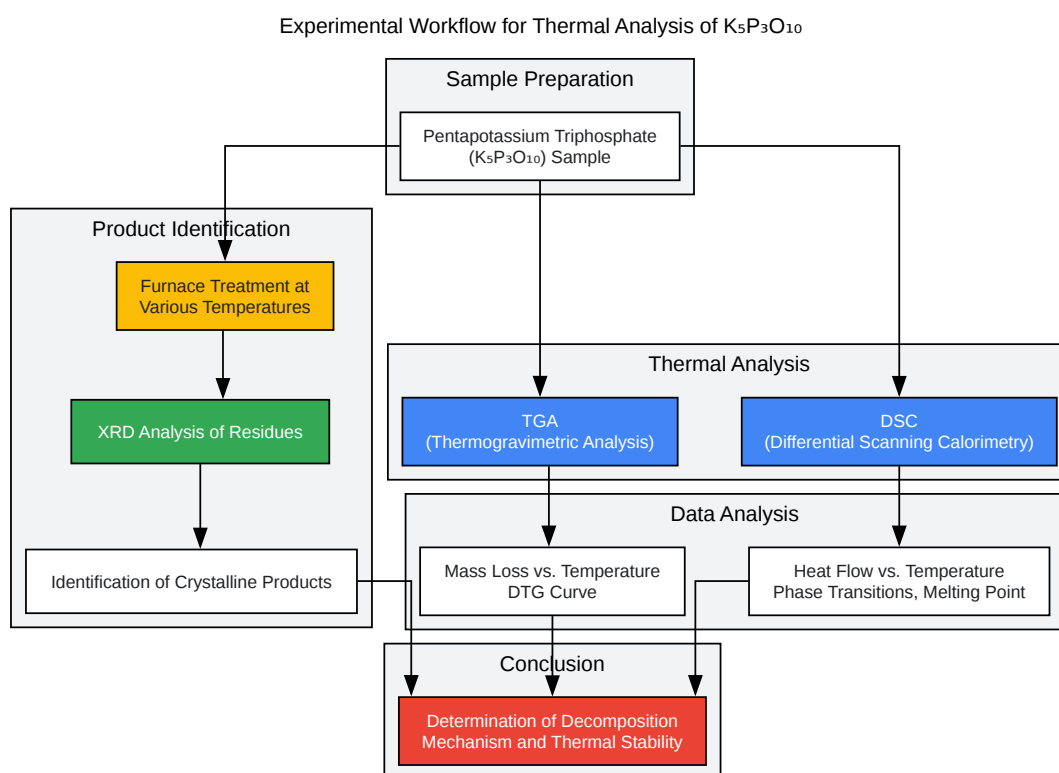 Experimental Workflow for Thermal Analysis of K₅P₃O₁₀
Sample Preparation
Pentapotassium Triphosphate
(K₅P₃O₁₀) Sample
Product Identification
Furnace Treatment at
Various Temperatures
XRD Analysis of Residues
Identification of Crystalline Products
Thermal Analysis
TGA
(Thermogravimetric Analysis)
DSC
(Differential Scanning Calorimetry)
Data Analysis
Mass Loss vs. Temperature
DTG Curve
Heat Flow vs. Temperature
Phase Transitions, Melting Point
Conclusion
Determination of Decomposition
Mechanism and Thermal Stability